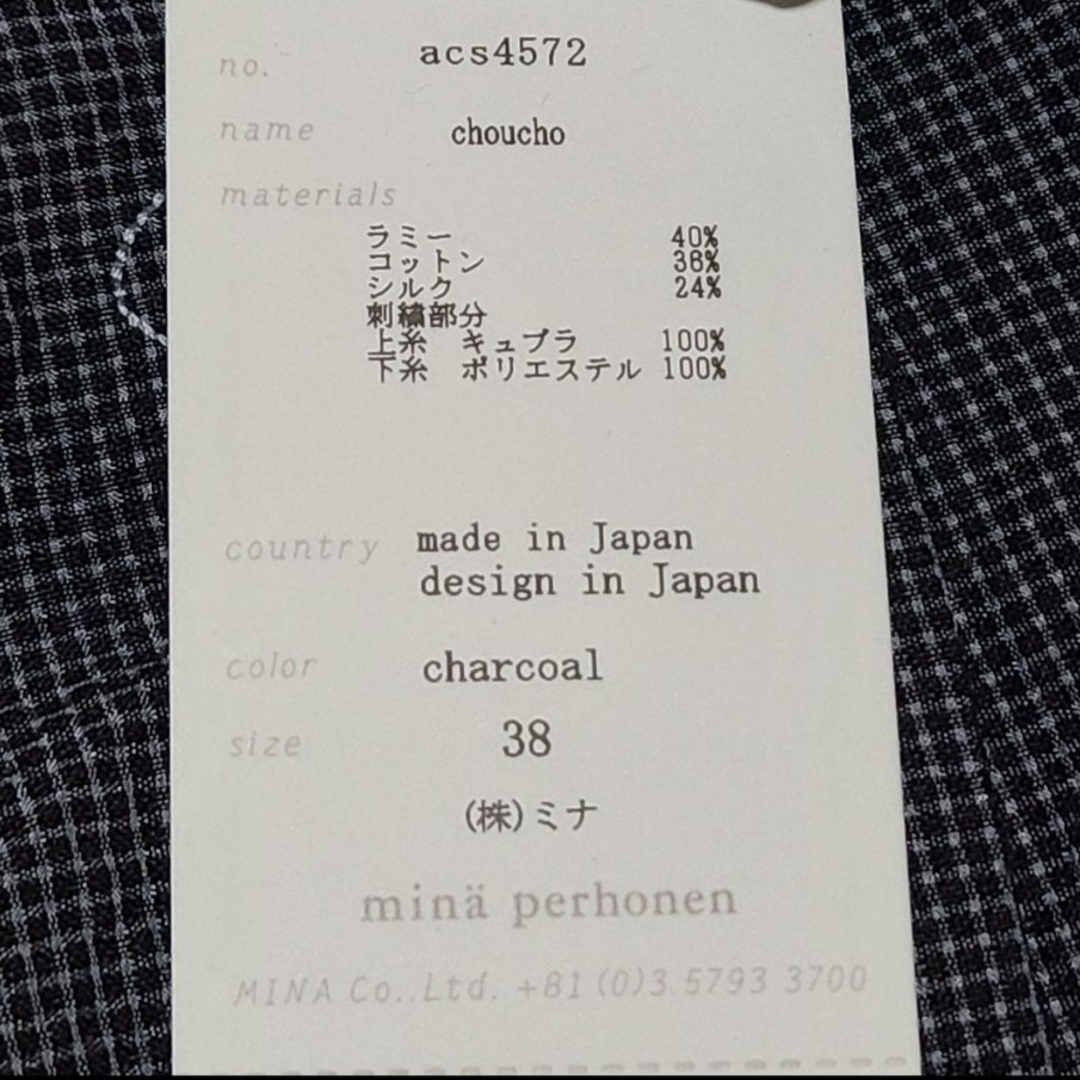 no. acs4572
name choucho
materials
ラミー 40%
コットン 36%
シルク 24%
刺繍部分
上糸 キュプラ 100%
下糸 ポリエステル 100%
country made in Japan
design in Japan
color charcoal
size 38
(株)ミナ
minä perhonen
MINA Co.,Ltd. +81 (0)3 5793 3700